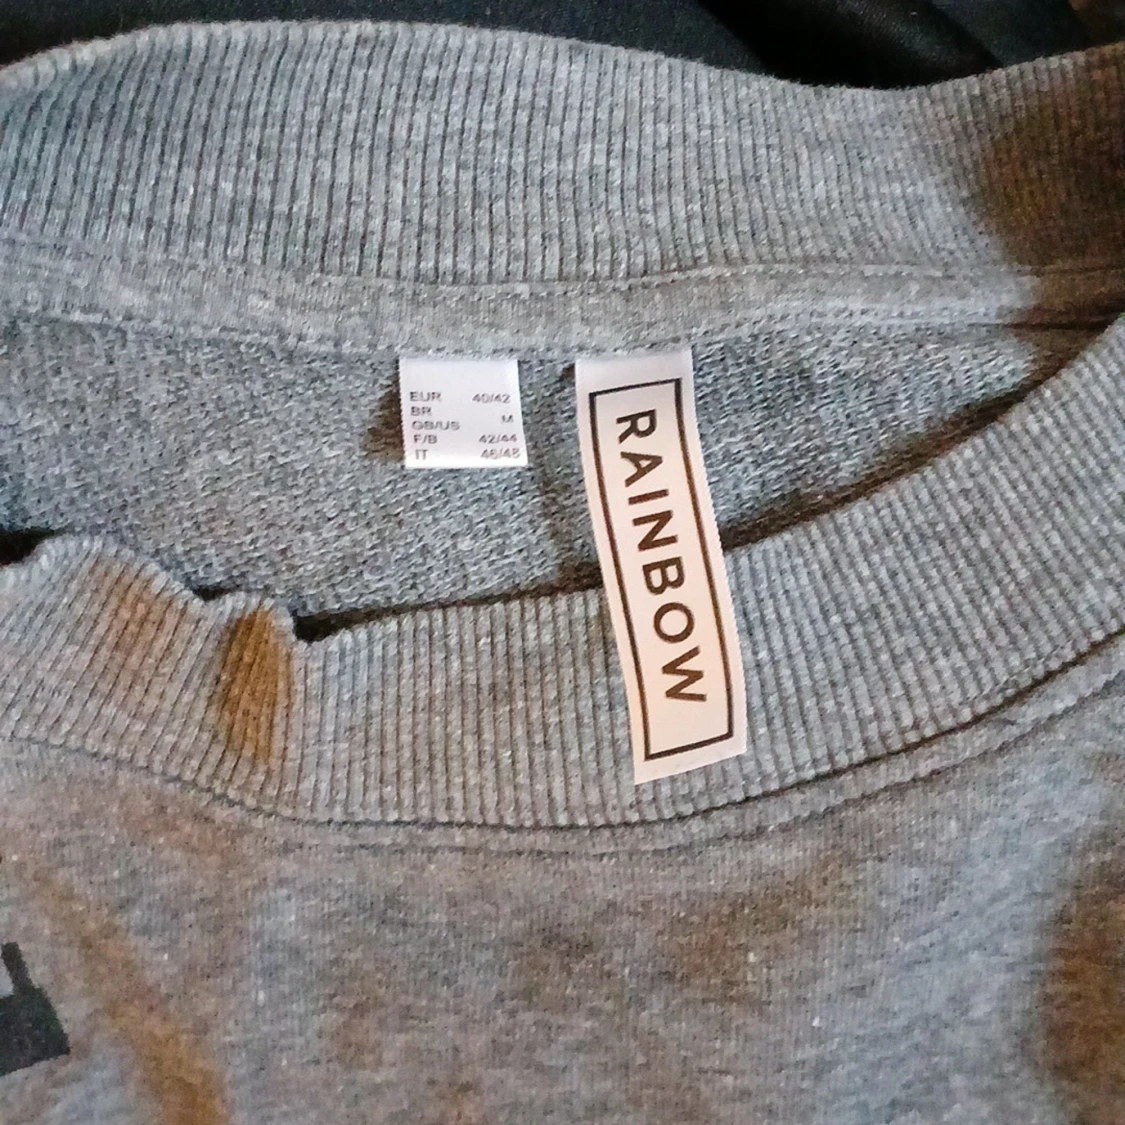 EUR 40/42
BR
GB/US M
F/B 42/44
IT 46/48
RAINBOW